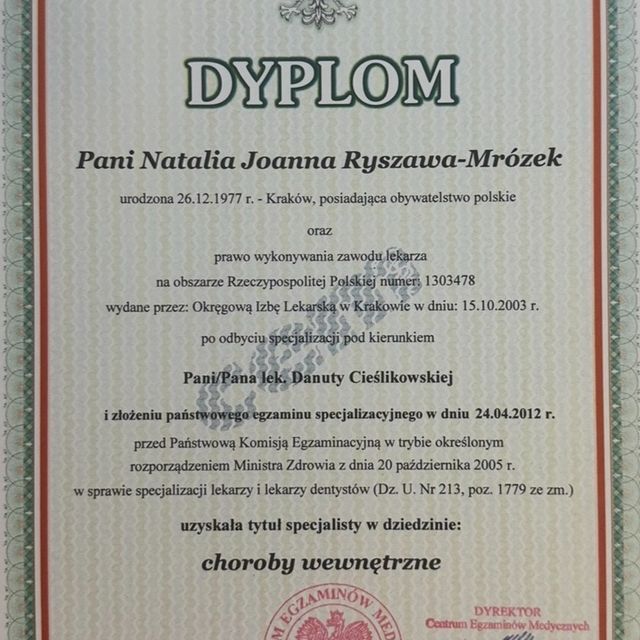 DYPLOM
Pani Natalia Joanna Ryszawa-Mrózek
urodzona 26.12.1977 r. - Kraków, posiadająca obywatelstwo polskie
oraz
prawo wykonywania zawodu lekarza
na obszarze Rzeczypospolitej Polskiej numer: 1303478
wydane przez: Okręgową Izbę Lekarską w Krakowie w dniu: 15.10.2003 r.
po odbyciu specjalizacji pod kierunkiem
Pani/Pana lek. Danuty Cieślikowskiej
i złożeniu państwowego egzaminu specjalizacyjnego w dniu 24.04.2012 r.
przed Państwową Komisją Egzaminacyjną w trybie określonym
rozporządzeniem Ministra Zdrowia z dnia 20 października 2005 r.
w sprawie specjalizacji lekarzy i lekarzy dentystów (Dz. U. Nr 213, poz. 1779 ze zm.)
uzyskała tytuł specjalisty w dziedzinie:
choroby wewnętrzne
M EGZAMINÓW MED
DYREKTOR
Centrum Egzaminów Medycznych